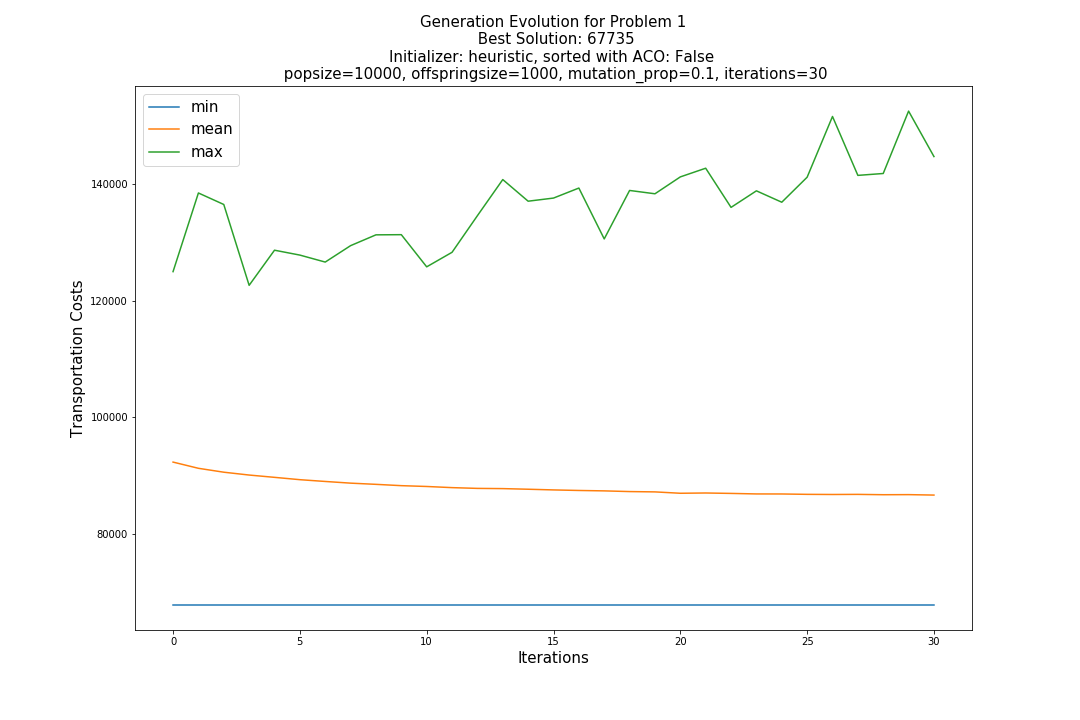 Generation Evolution for Problem 1
Best Solution: 67735
Initializer: heuristic, sorted with ACO: False
popsize=10000, offspringsize=1000, mutation_prop=0.1, iterations=30
min
mean
max
Transportation Costs
140000
120000
100000
80000
0 5 10 15 20 25 30
Iterations